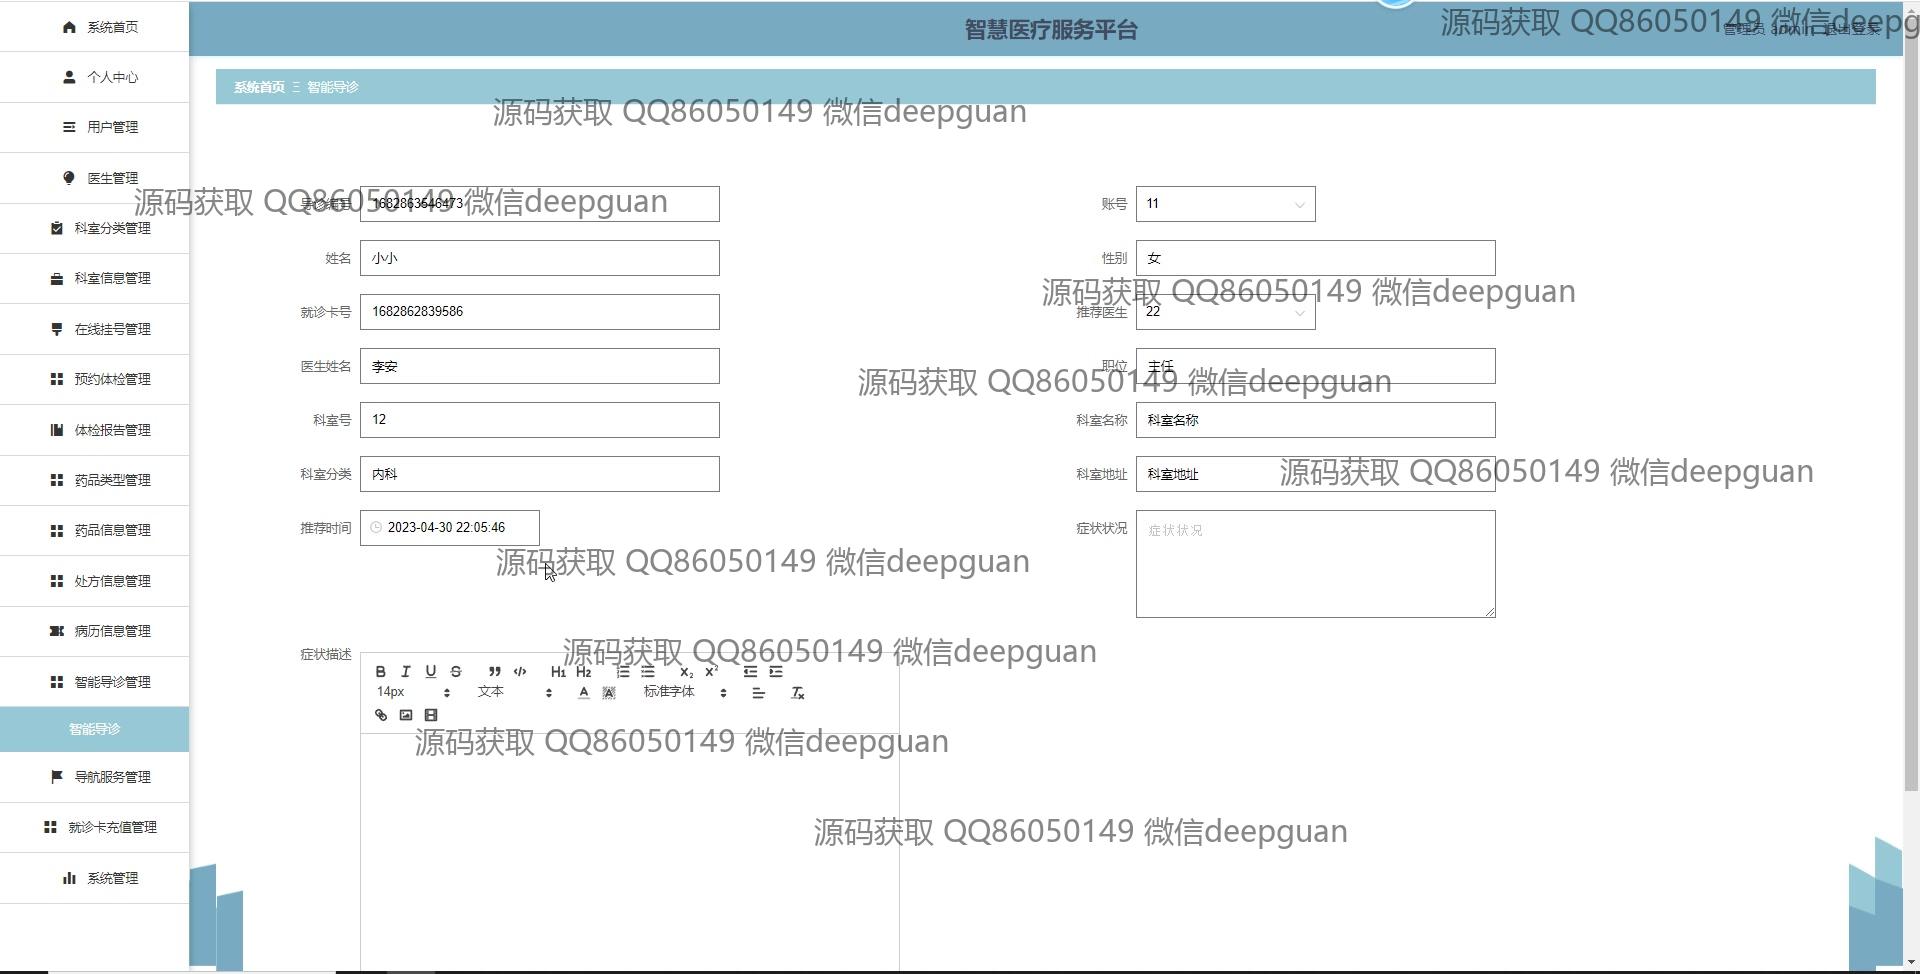 系统首页
个人中心
用户管理
医生管理
科室分类管理
科室信息管理
在线挂号管理
预约体检管理
体检报告管理
药品类型管理
药品信息管理
处方信息管理
病历信息管理
智能导诊管理
智能导诊
导航服务管理
就诊卡充值管理
系统管理
智慧医疗服务平台
管理员 admin 退出登录
源码获取 QQ86050149 微信deepg
系统首页 Ξ 智能导诊
源码获取 QQ86050149 微信deepguan
导诊编号 1682863546473 账号 11
源码获取 QQ86050149 微信deepguan
姓名 小小 性别 女
源码获取 QQ86050149 微信deepguan
就诊卡号 1682862839586 推荐医生 22
医生姓名 李安 职位 主任
源码获取 QQ86050149 微信deepguan
科室号 12 科室名称 科室名称
科室分类 内科 科室地址 科室地址
源码获取 QQ86050149 微信deepguan
推荐时间 2023-04-30 22:05:46 症状状况 症状状况
源码获取 QQ86050149 微信deepguan
症状描述
源码获取 QQ86050149 微信deepguan
B I U S H1 H2 X₂ X²
14px 文本 A A 标准字体 Tx
源码获取 QQ86050149 微信deepguan
源码获取 QQ86050149 微信deepguan